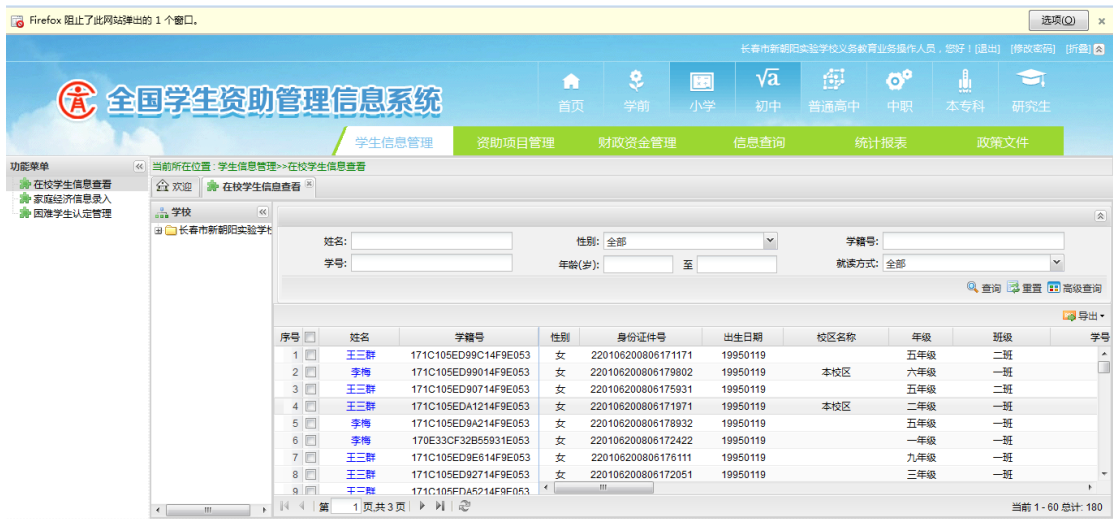 Firefox 阻止了此网站弹出的 1 个窗口。 选项(O) ×
长春市新朝阳实验学校义务教育业务操作人员，您好！[退出] [修改密码] [折叠]
全国学生资助管理信息系统
首页 学前 小学 初中 普通高中 中职 本专科 研究生
学生信息管理 资助项目管理 财政资金管理 信息查询 统计报表 政策文件
功能菜单 当前所在位置：学生信息管理>>在校学生信息查看
在校学生信息查看
家庭经济信息录入
困难学生认定管理
欢迎 在校学生信息查看
学校
长春市新朝阳实验学校
姓名: 性别: 全部 学籍号:
学号: 年龄(岁): 至 就读方式: 全部
查询 重置 高级查询
导出
序号 姓名 学籍号 性别 身份证件号 出生日期 校区名称 年级 班级 学号
1 王三群 171C105ED99C14F9E053 女 220106200806171171 19950119 五年级 二班
2 李梅 171C105ED99014F9E053 女 220106200806179802 19950119 本校区 六年级 一班
3 王三群 171C105ED90714F9E053 女 220106200806175931 19950119 五年级 二班
4 王三群 171C105EDA1214F9E053 女 220106200806171971 19950119 本校区 二年级 一班
5 李梅 171C105ED9A214F9E053 女 220106200806178932 19950119 五年级 一班
6 李梅 170E33CF32B55931E053 女 220106200806172422 19950119 一年级 一班
7 王三群 171C105ED9E614F9E053 女 220106200806176111 19950119 九年级 一班
8 王三群 171C105ED92714F9E053 女 220106200806172051 19950119 三年级 一班
9 王三群 171C105EDA5214F9E053
第 1 页,共 3 页 当前 1 - 60 总计: 180